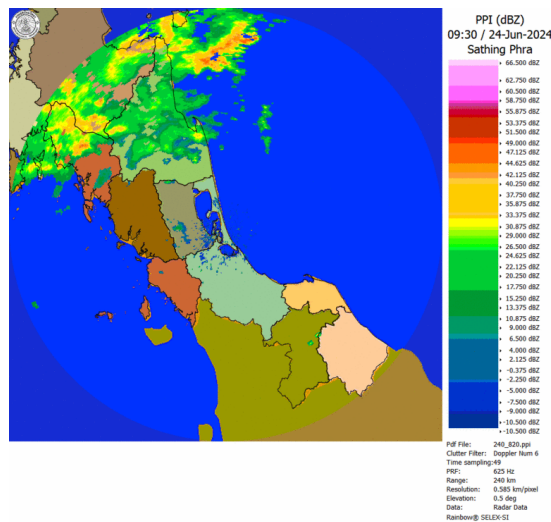 PPI (dBZ)
09:30 / 24-Jun-2024
Sathing Phra
66.500 dBZ
62.750 dBZ
60.500 dBZ
58.750 dBZ
55.875 dBZ
53.375 dBZ
51.500 dBZ
49.000 dBZ
47.125 dBZ
44.625 dBZ
42.125 dBZ
40.250 dBZ
37.750 dBZ
35.875 dBZ
33.375 dBZ
30.875 dBZ
29.000 dBZ
26.500 dBZ
24.625 dBZ
22.125 dBZ
20.250 dBZ
17.750 dBZ
15.250 dBZ
13.375 dBZ
10.875 dBZ
9.000 dBZ
6.500 dBZ
4.000 dBZ
2.125 dBZ
-0.375 dBZ
-2.250 dBZ
-5.000 dBZ
-7.500 dBZ
-9.000 dBZ
-10.500 dBZ
-10.500 dBZ
Pdf File: 240_820.ppi
Clutter Filter: Doppler Num 6
Time sampling:49
PRF: 625 Hz
Range: 240 km
Resolution: 0.585 km/pixel
Elevation: 0.5 deg
Data: Radar Data
Rainbow® SELEX-SI